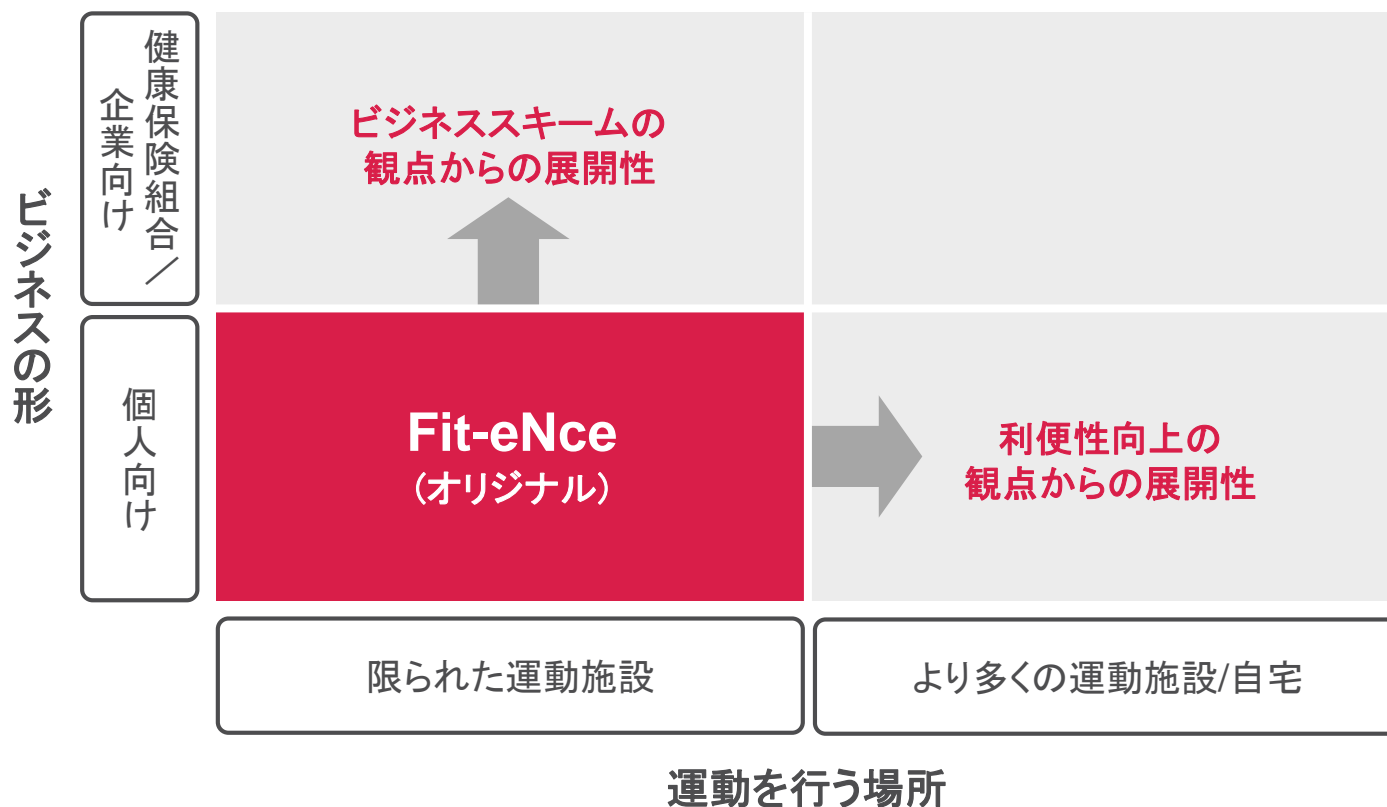 ビジネスの形
健康保険組合／
企業向け
ビジネススキームの
観点からの展開性
個人向け
Fit-eNce
(オリジナル)
利便性向上の
観点からの展開性
限られた運動施設
より多くの運動施設/自宅
運動を行う場所